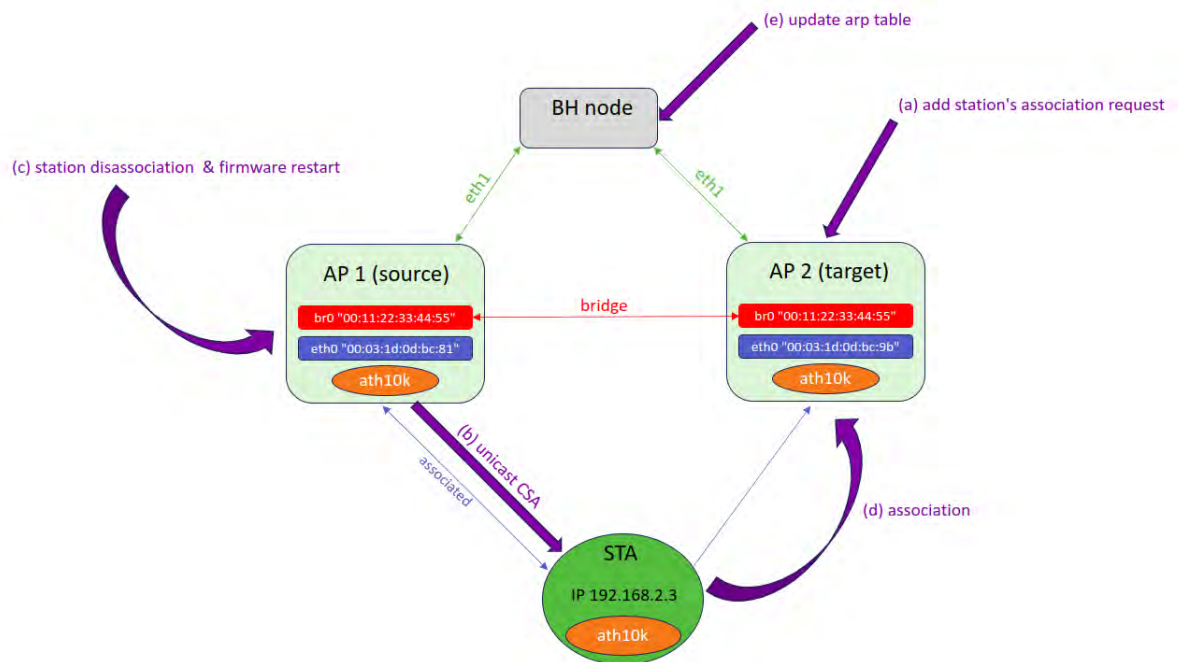 (e) update arp table
BH node
(a) add station's association request
(c) station disassociation & firmware restart
eth1
eth1
AP 1 (source)
AP 2 (target)
bridge
br0 "00:11:22:33:44:55"
br0 "00:11:22:33:44:55"
eth0 "00:03:1d:0d:bc:81"
eth0 "00:03:1d:0d:bc:9b"
ath10k
ath10k
(b) unicast CSA
associated
(d) association
STA
IP 192.168.2.3
ath10k